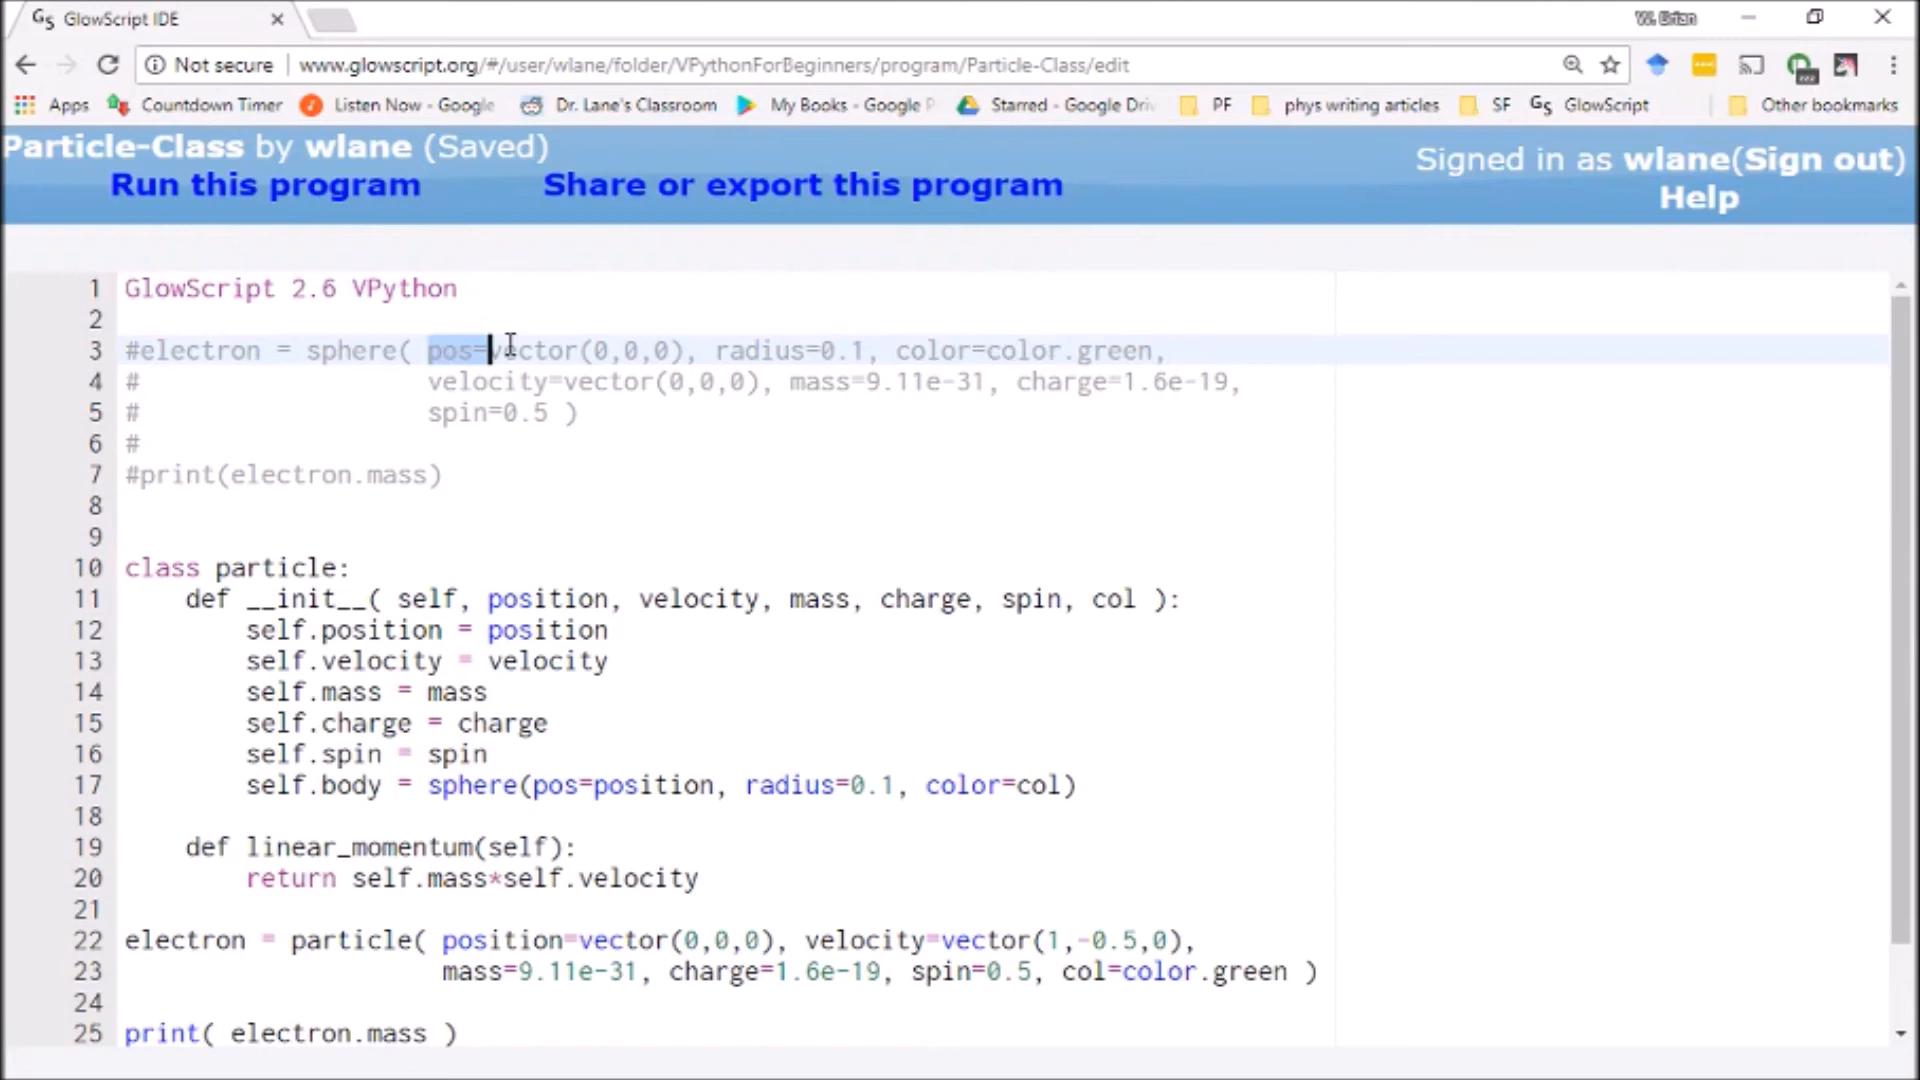 GlowScript IDE
W. Brian
Not secure www.glowscript.org/#/user/wlane/folder/VPythonForBeginners/program/Particle-Class/edit
Apps Countdown Timer Listen Now - Google Dr. Lane's Classroom My Books - Google P Starred - Google Driv PF phys writing articles SF GlowScript Other bookmarks
Particle-Class by wlane (Saved)
Signed in as wlane(Sign out)
Run this program Share or export this program
Help
1 GlowScript 2.6 VPython
2
3 #electron = sphere( pos=vector(0,0,0), radius=0.1, color=color.green,
4 #                   velocity=vector(0,0,0), mass=9.11e-31, charge=1.6e-19,
5 #                   spin=0.5 )
6 #
7 #print(electron.mass)
8
9
10 class particle:
11     def __init__( self, position, velocity, mass, charge, spin, col ):
12         self.position = position
13         self.velocity = velocity
14         self.mass = mass
15         self.charge = charge
16         self.spin = spin
17         self.body = sphere(pos=position, radius=0.1, color=col)
18
19     def linear_momentum(self):
20         return self.mass*self.velocity
21
22 electron = particle( position=vector(0,0,0), velocity=vector(1,-0.5,0),
23                      mass=9.11e-31, charge=1.6e-19, spin=0.5, col=color.green )
24
25 print( electron.mass )